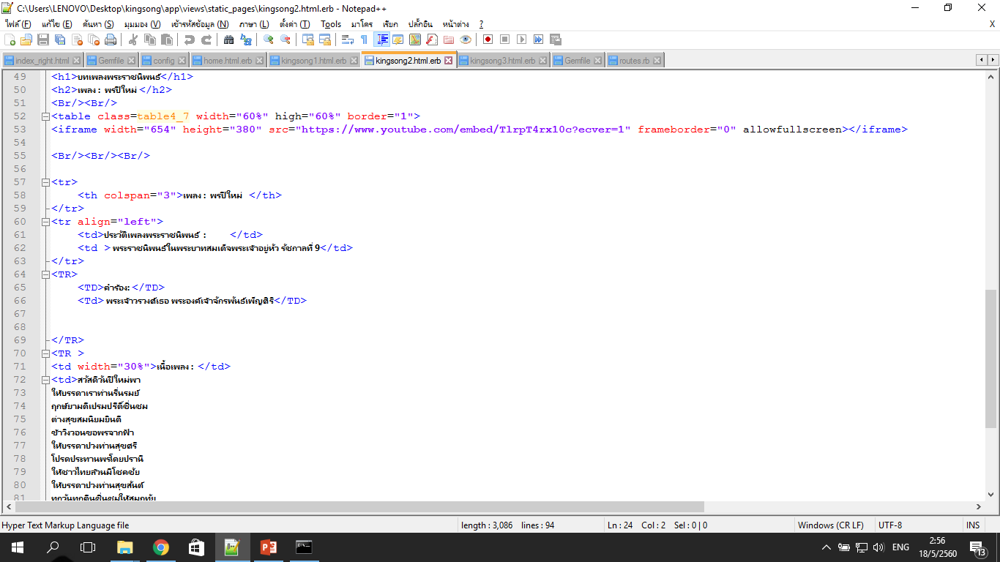 C:\Users\LENOVO\Desktop\kingsong\app\views\static_pages\kingsong2.html.erb - Notepad++
ไฟล์ (F) แก้ไข (E) ค้นหา (S) มุมมอง (V) เข้ารหัสข้อมูล (N) ภาษา (L) ตั้งค่า (T) Tools มาโคร เรียก ปลั๊กอิน หน้าต่าง ? X
index_right.html Gemfile config home.html.erb kingsong1.html.erb kingsong2.html.erb kingsong3.html.erb Gemfile routes.rb
49 <h1>บทเพลงพระราชนิพนธ์</h1>
50 <h2>เพลง : พรปีใหม่ </h2>
51 <Br/><Br/>
52 <table class=table4_7 width="60%" high="60%" border="1">
53 <iframe width="654" height="380" src="https://www.youtube.com/embed/TlrpT4rx10c?ecver=1" frameborder="0" allowfullscreen></iframe>
54
55 <Br/><Br/><Br/>
56
57 <tr>
58 <th colspan="3">เพลง : พรปีใหม่ </th>
59 </tr>
60 <tr align="left">
61 <td>ประวัติเพลงพระราชนิพนธ์ : </td>
62 <td > พระราชนิพนธ์ในพระบาทสมเด็จพระเจ้าอยู่หัว รัชกาลที่ 9</td>
63 </tr>
64 <TR>
65 <TD>คำร้อง: </TD>
66 <Td> พระเจ้าวรวงศ์เธอ พระองค์เจ้าจักรพันธ์เพ็ญศิริ</TD>
67
68
69 </TR>
70 <TR >
71 <td width="30%">เนื้อเพลง : </td>
72 <td>สวัสดีวันปีใหม่พา
73 ให้บรรดาเราท่านรื่นรมย์
74 ฤกษ์ยามดีเปรมปรีดิ์ชื่นชม
75 ต่างสุขสมนิยมยินดี
76 ข้าวิงวอนขอพรจากฟ้า
77 ให้บรรดาปวงท่านสุขศรี
78 โปรดประทานพรโดยปรานี
79 ให้ชาวไทยล้วนมีโชคชัย
80 ให้บรรดาปวงท่านสุขสันต์
81 ทุกวันทุกคืนชื่นชมให้สมฤทัย
Hyper Text Markup Language file length : 3,086 lines : 94 Ln : 24 Col : 2 Sel : 0 | 0 Windows (CR LF) UTF-8 INS
ENG 2:56
18/5/2560 13